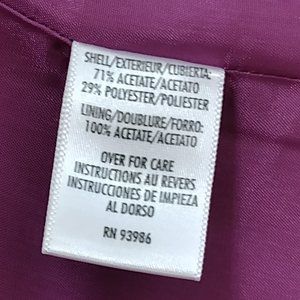 SHELL/EXTERIEUR/CUBIERTA:
71% ACETATE/ACETATO
29% POLYESTER/POLIESTER
LINING/DOUBLURE/FORRO:
100% ACETATE/ACETATO
OVER FOR CARE
INSTRUCTIONS AU REVERS
INSTRUCCIONES DE IMPIEZA
AL DORSO
RN 93986